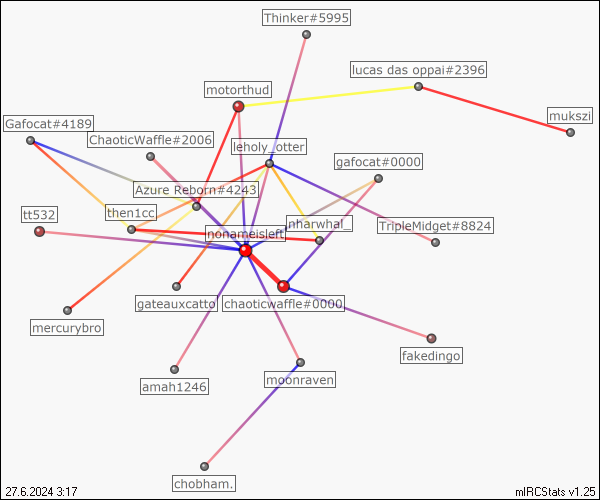 Thinker#5995
lucas das oppai#2396
motorthud
mukszi
Gafocat#4189
ChaoticWaffle#2006
leholy_otter
gafocat#0000
Azure Reborn#4243
tt532
then1cc
nharwhal_
TripleMidget#8824
nonameisleft
gateauxcatto
chaoticwaffle#0000
mercurybro
fakedingo
amah1246
moonraven
chobham.
27.6.2024 3:17
mIRCStats v1.25